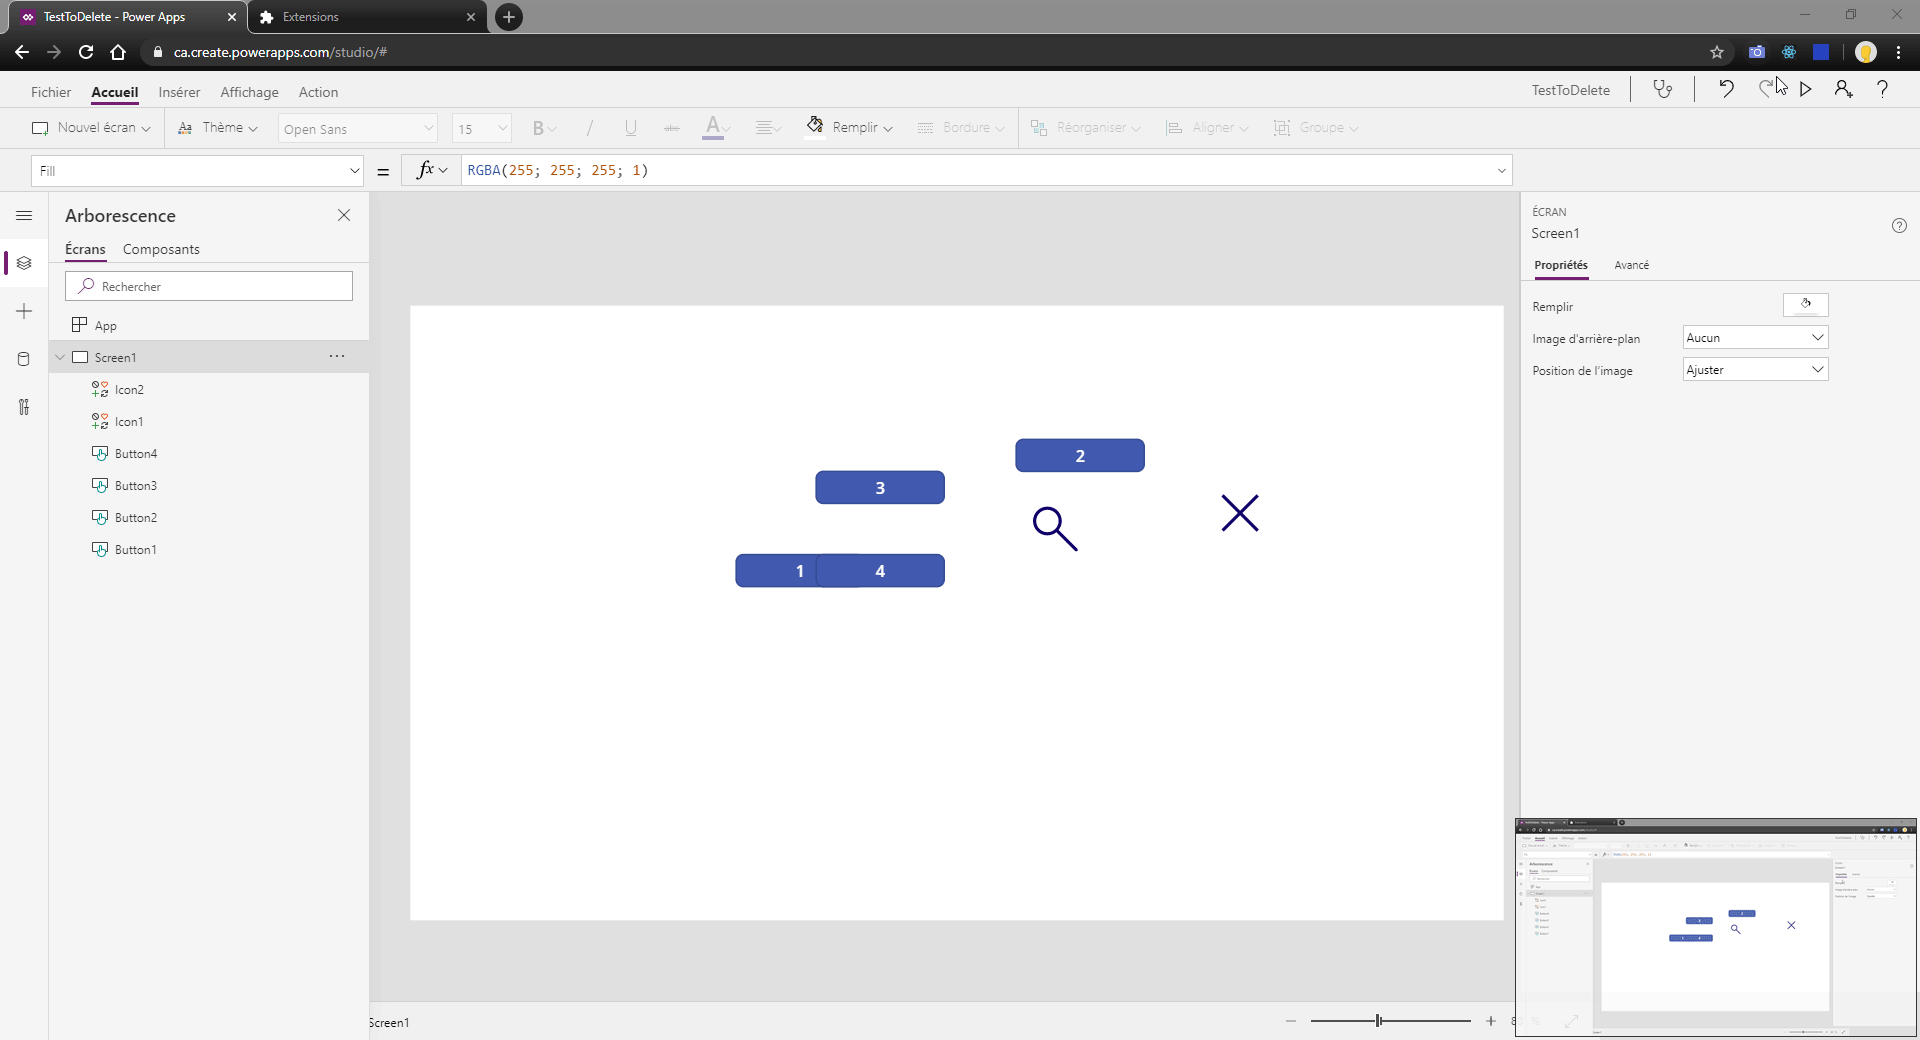 TestToDelete - Power Apps
Extensions
ca.create.powerapps.com/studio/#
Fichier Accueil Insérer Affichage Action
TestToDelete
Nouvel écran Thème Open Sans 15 B / U abc A Remplir Bordure Réorganiser Aligner Groupe
Fill = fx RGBA(255; 255; 255; 1)
Arborescence
Écrans Composants
Rechercher
App
Screen1
Icon2
Icon1
Button4
Button3
Button2
Button1
2
3
1
4
ÉCRAN
Screen1
Propriétés Avancé
Remplir
Image d'arrière-plan Aucun
Position de l'image Ajuster
Screen1